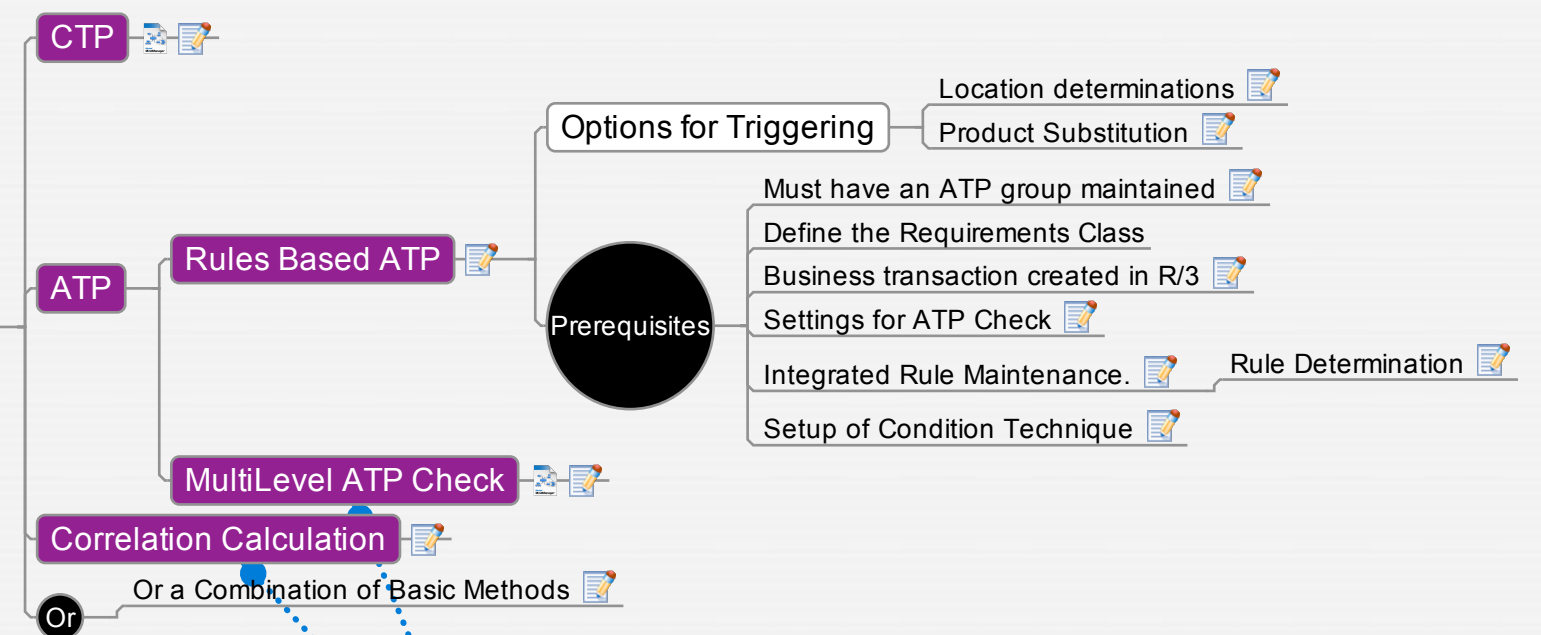 CTP
Location determinations
Options for Triggering
Product Substitution
Must have an ATP group maintained
Define the Requirements Class
Rules Based ATP
Business transaction created in R/3
ATP
Prerequisites
Settings for ATP Check
Integrated Rule Maintenance.
Rule Determination
Setup of Condition Technique
MultiLevel ATP Check
Correlation Calculation
Or a Combination of Basic Methods
Or